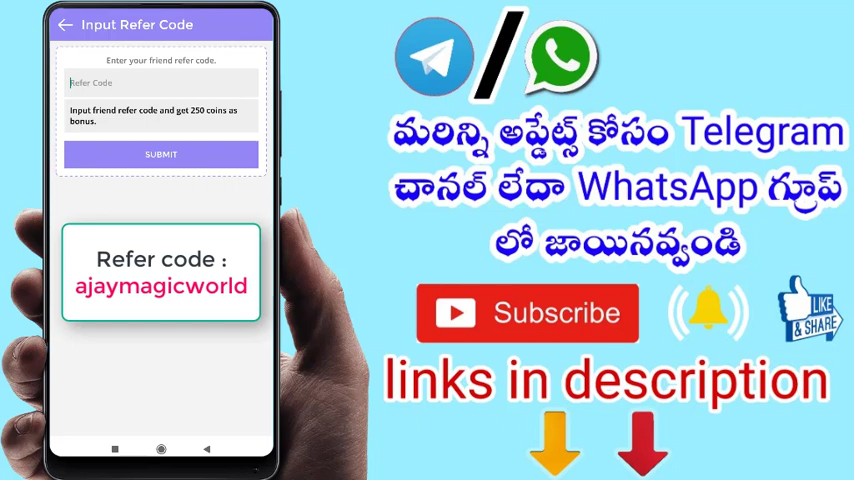 Input Refer Code
Enter your friend refer code.
Refer Code
Input friend refer code and get 250 coins as
bonus.
SUBMIT
Refer code :
ajaymagicworld
మరిన్ని అప్డేట్స్ కోసం Telegram
చానల్ లేదా WhatsApp గ్రూప్
లో జాయినవ్వండి
Subscribe
LIKE
& SHARE
links in description